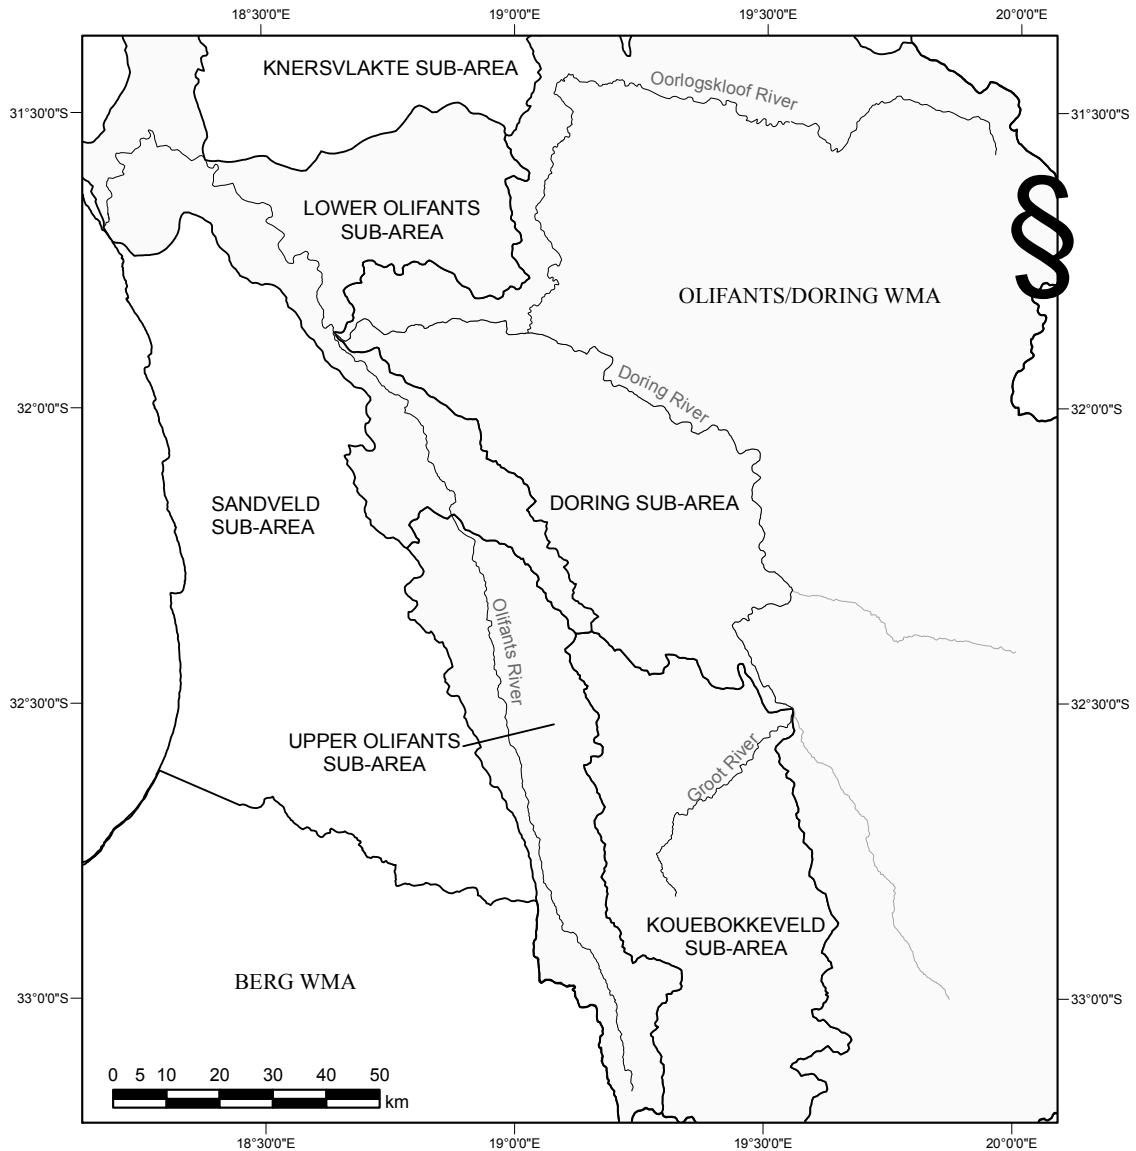 18°30'0"E 19°0'0"E 19°30'0"E 20°0'0"E
KNERSVLAKTE SUB-AREA
Oorlogskloof River
31°30'0"S 31°30'0"S
§
LOWER OLIFANTS
SUB-AREA
OLIFANTS/DORING WMA
Doring River
32°0'0"S 32°0'0"S
SANDVELD
SUB-AREA
DORING SUB-AREA
Olifants River
32°30'0"S 32°30'0"S
UPPER OLIFANTS
SUB-AREA
Groot River
KOUEBOKKEVELD
SUB-AREA
BERG WMA
33°0'0"S 33°0'0"S
0 5 10 20 30 40 50
km
18°30'0"E 19°0'0"E 19°30'0"E 20°0'0"E